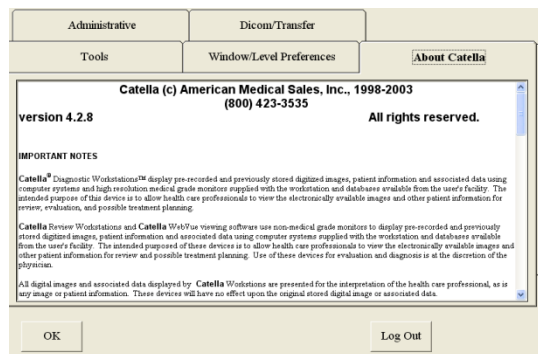 Administrative
Dicom/Transfer
Tools
Window/Level Preferences
About Catella
Catella (c) American Medical Sales, Inc., 1998-2003
(800) 423-3535
version 4.2.8 All rights reserved.
IMPORTANT NOTES
Catella® Diagnostic Workstations™ display pre-recorded and previously stored digitized images, patient information and associated data using
computer systems and high resolution medical grade monitors supplied with the workstation and databases available from the user's facility. The
intended purpose of this device is to allow health care professionals to view the electronically available images and other patient information for
review, evaluation, and possible treatment planning.
Catella Review Workstations and Catella WebVue viewing software use non-medical grade monitors to display pre-recorded and previously
stored digitized images, patient information and associated data using computer systems supplied with the workstation and databases available
from the user's facility. The intended purposed of these devices is to allow health care professionals to view the electronically available images and
other patient information for review and possible treatment planning. Use of these devices for evaluation and diagnosis is at the discretion of the
physician.
All digital images and associated data displayed by Catella Workstions are presented for the interpretation of the health care professional, as is
any image or patient information. These devices will have no effect upon the original stored digital image or associated data.
OK
Log Out